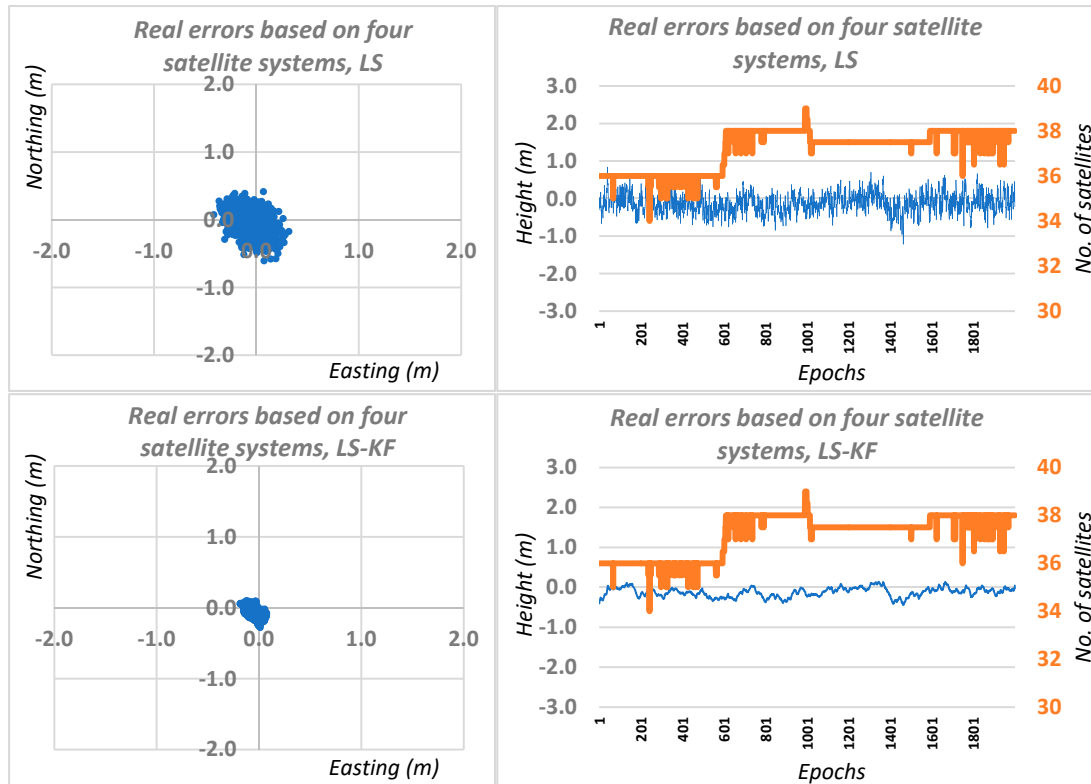 Real errors based on four
satellite systems, LS
Northing (m)
2.0
1.0
0.0
-2.0 -1.0 0.0 1.0 2.0
-1.0
-2.0
Easting (m)
Real errors based on four satellite
systems, LS
Height (m)
3.0
2.0
1.0
0.0
-1.0
-2.0
-3.0
40
38
36
34
32
30
No. of satellites
1 201 401 601 801 1001 1201 1401 1601 1801
Epochs
Real errors based on four
satellite systems, LS-KF
Northing (m)
2.0
1.0
0.0
-2.0 -1.0 0.0 1.0 2.0
-1.0
-2.0
Easting (m)
Real errors based on four satellite
systems, LS-KF
Height (m)
3.0
2.0
1.0
0.0
-1.0
-2.0
-3.0
40
38
36
34
32
30
No. of satellites
1 201 401 601 801 1001 1201 1401 1601 1801
Epochs